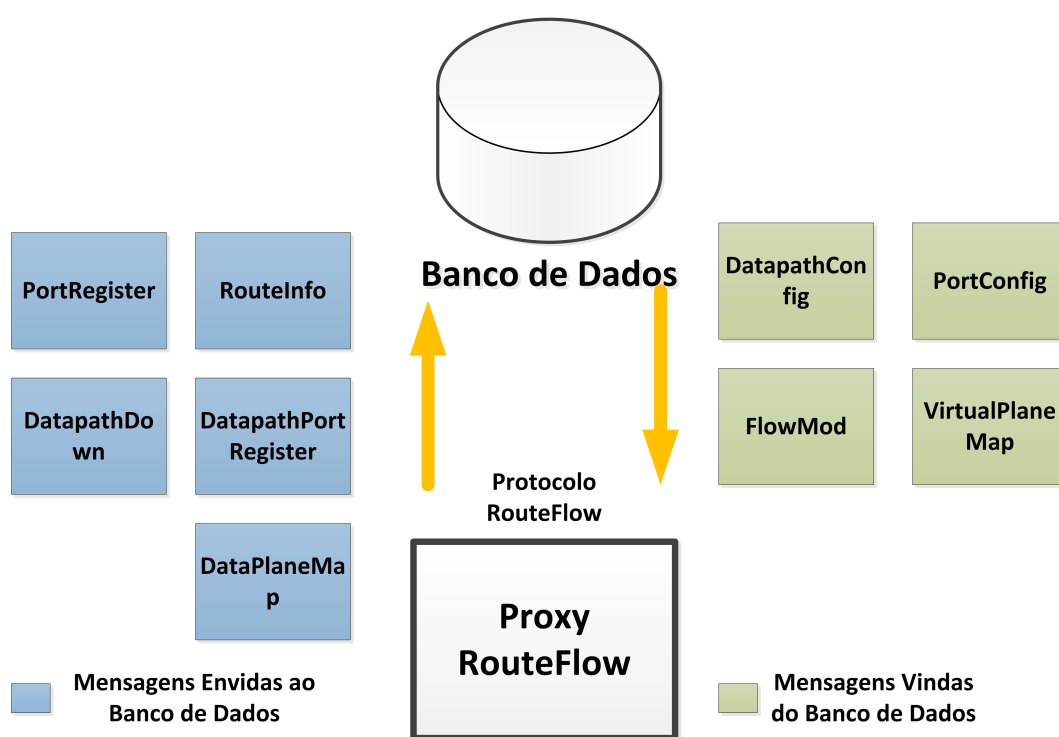 Banco de Dados
PortRegister
RouteInfo
DatapathDo
wn
DatapathPort
Register
DataPlaneMa
p
DatapathCon
fig
PortConfig
FlowMod
VirtualPlane
Map
Protocolo
RouteFlow
Proxy
RouteFlow
Mensagens Envidas ao
Banco de Dados
Mensagens Vindas
do Banco de Dados